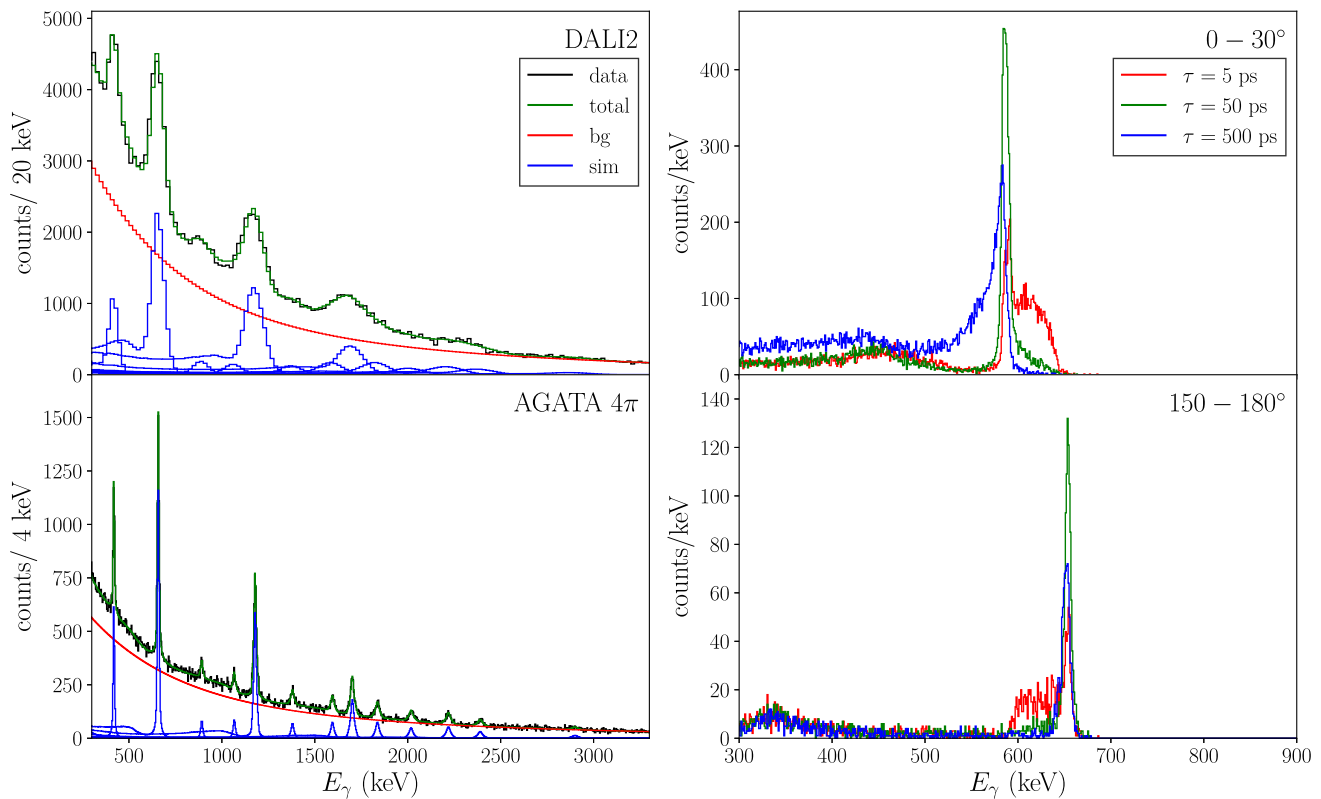 DALI2
data
total
bg
sim
counts/ 20 keV
5000
4000
3000
2000
1000
0
0 − 30°
τ = 5 ps
τ = 50 ps
τ = 500 ps
counts/keV
400
300
200
100
0
AGATA 4π
counts/ 4 keV
1500
1250
1000
750
500
250
0
500 1000 1500 2000 2500 3000
Eγ (keV)
150 − 180°
counts/keV
140
120
100
80
60
40
20
0
300 400 500 600 700 800 900
Eγ (keV)